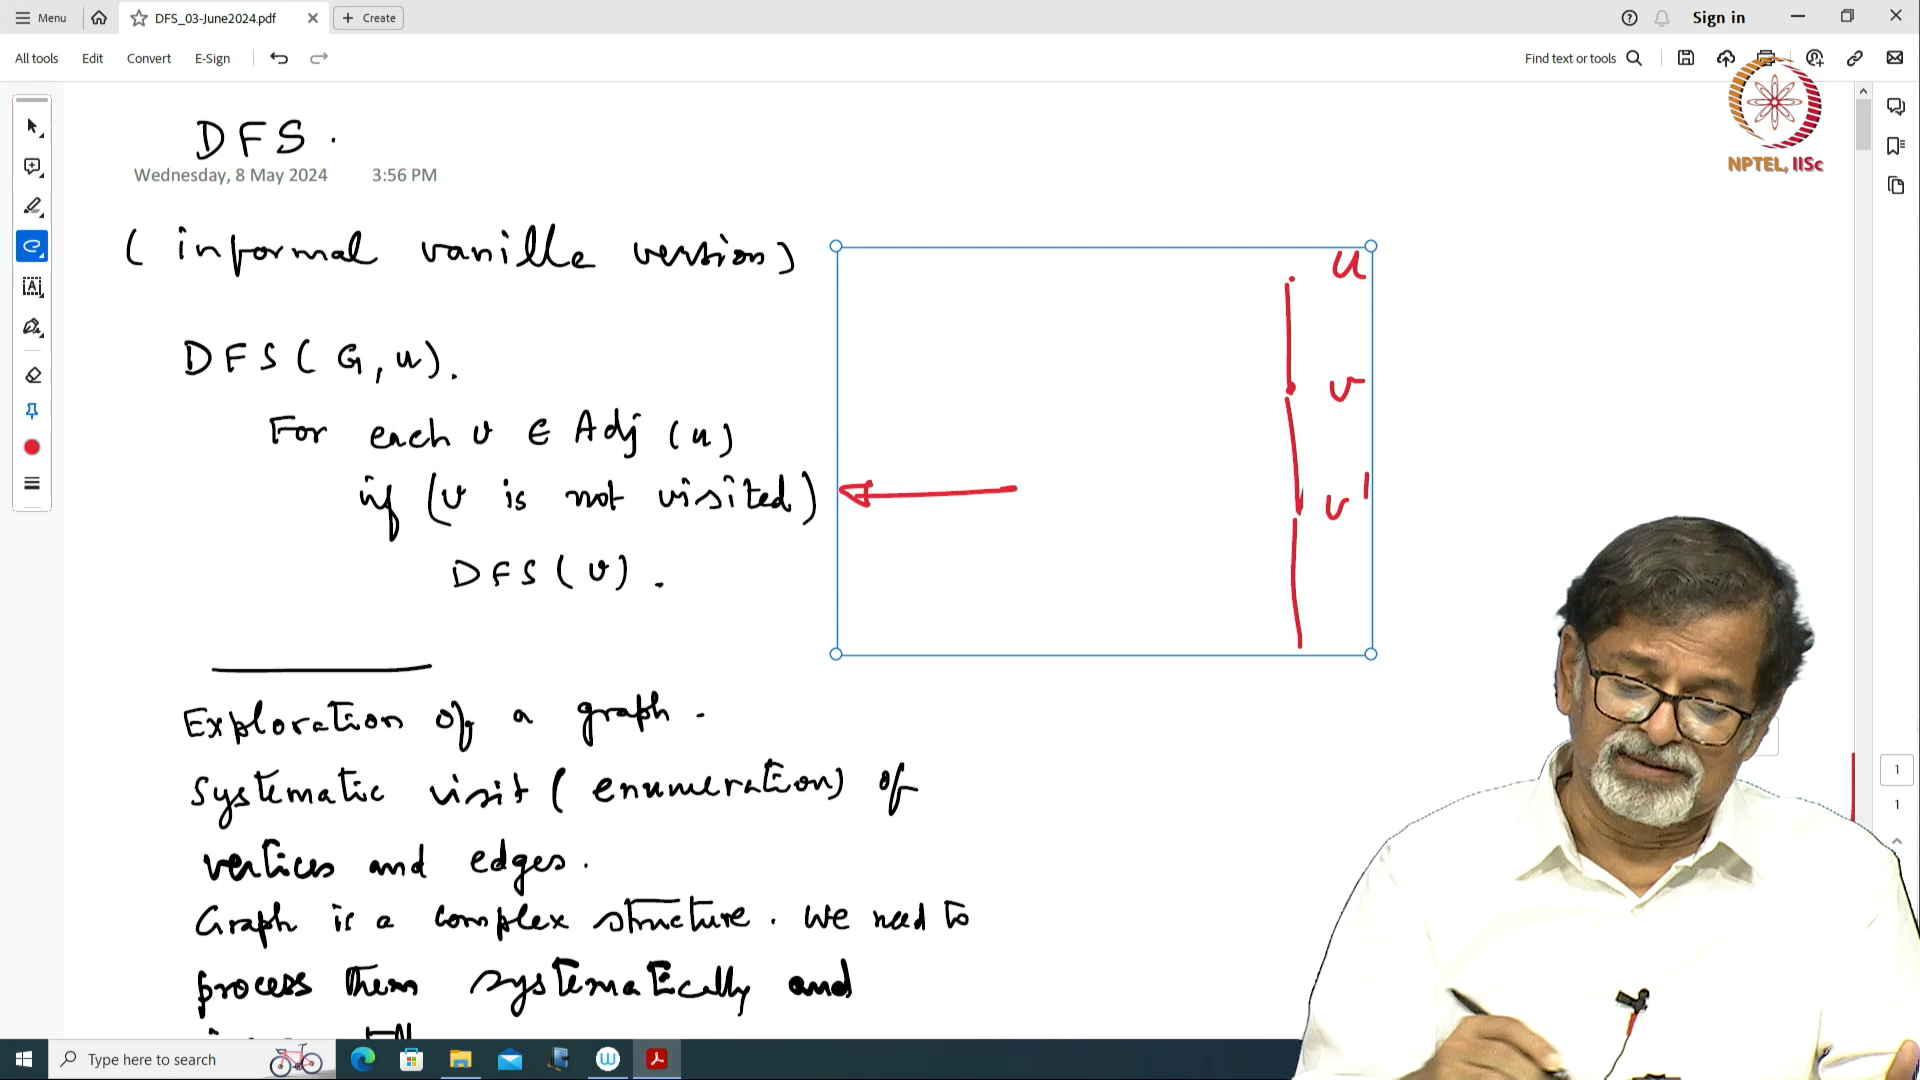 Menu DFS_03-June2024.pdf Create Sign in
All tools Edit Convert E-Sign Find text or tools
NPTEL, IISc
DFS.
Wednesday, 8 May 2024 3:56 PM
(informal vanilla version)
u
DFS(G,u).
v
For each v ∈ Adj (u)
if (v is not visited)
v'
DFS(v).
Exploration of a graph.
Systematic visit (enumeration) of
vertices and edges.
Graph is a complex structure. We need to
process them systematically and
1
1
Type here to search